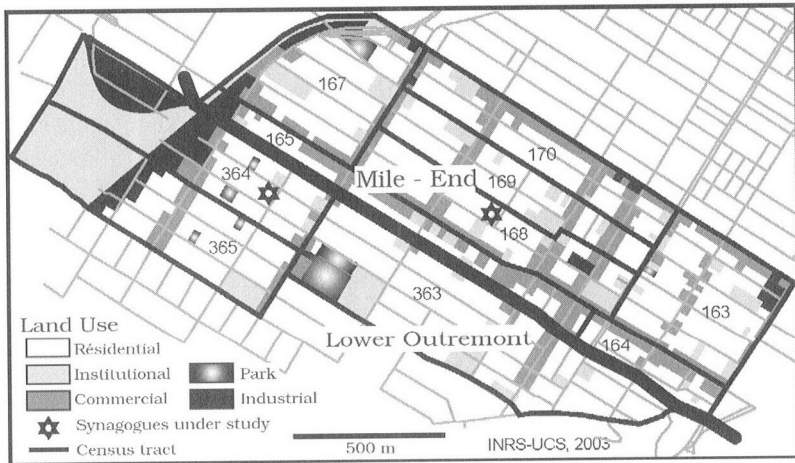 167
165
170
364
Mile - End
169
168
365
363
163
Lower Outremont
164
Land Use
Résidential
Institutional
Park
Commercial
Industrial
Synagogues under study
Census tract
500 m
INRS-UCS, 2003